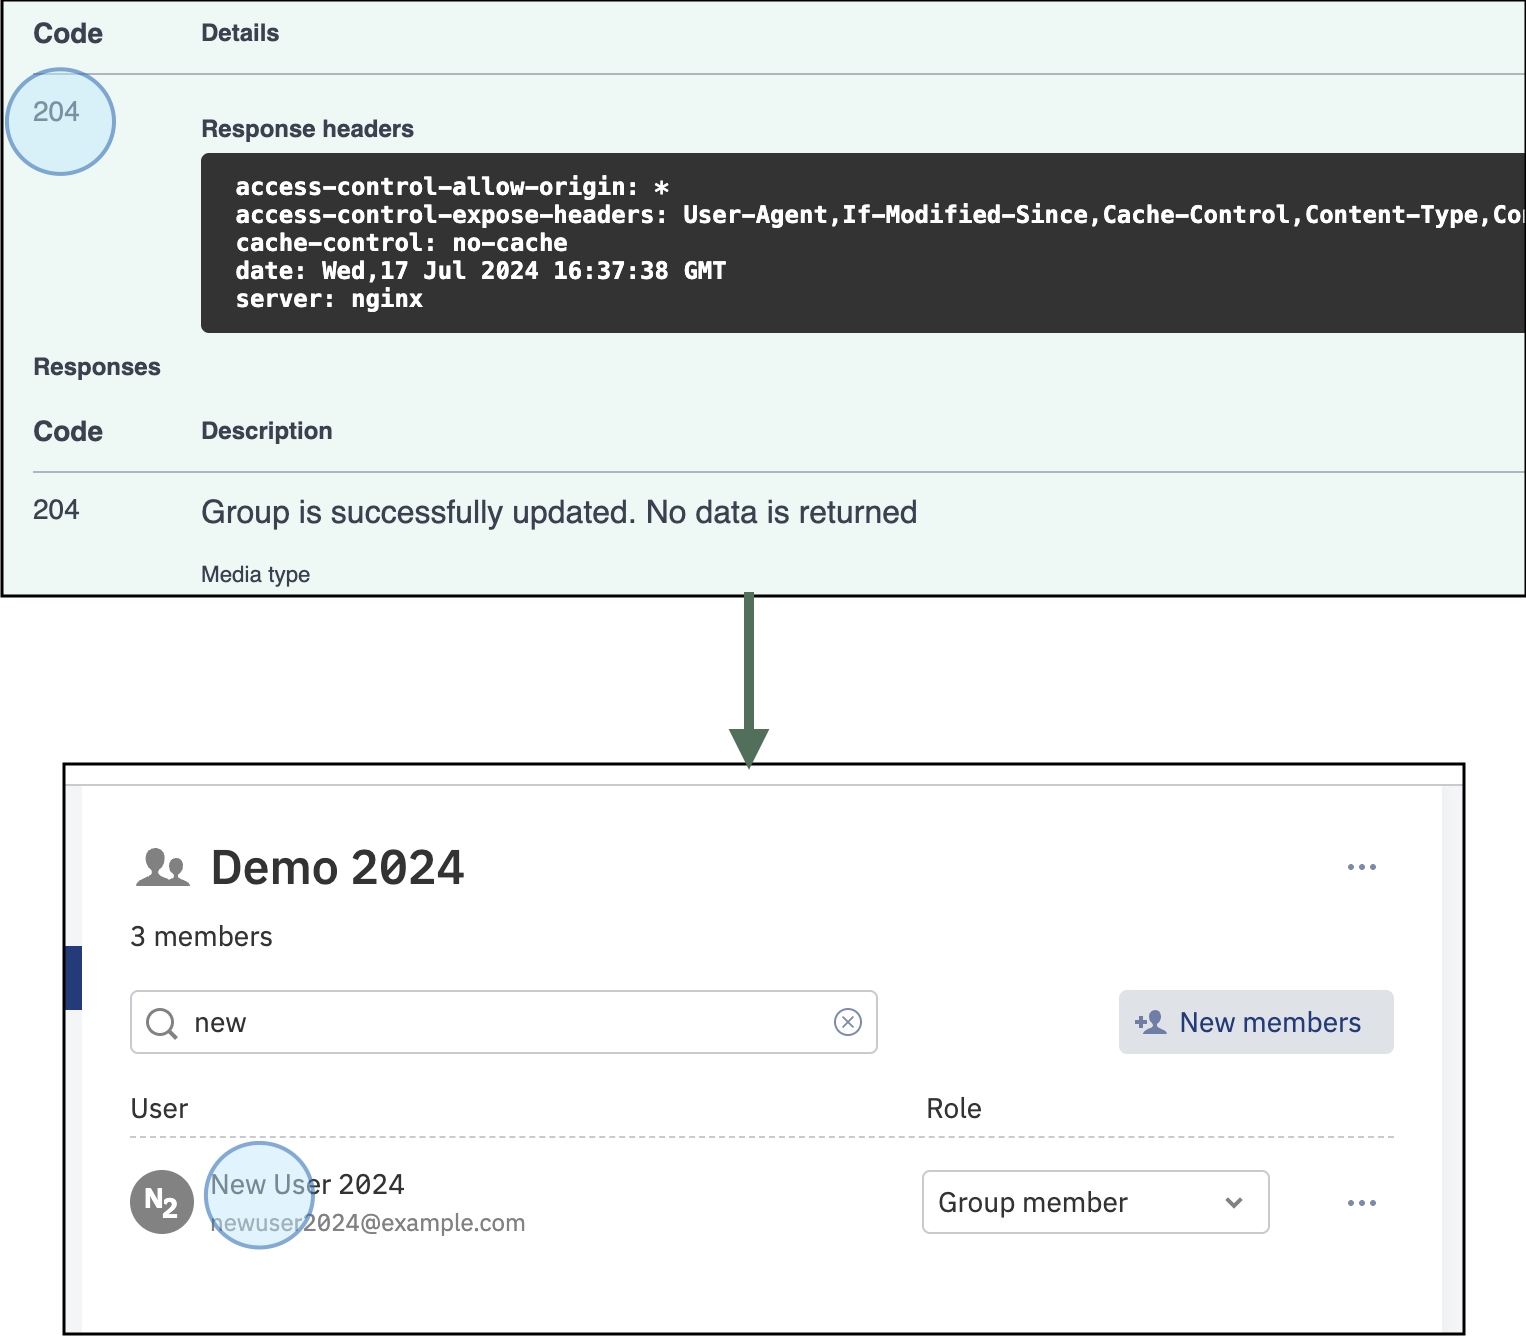 Code Details
204
Response headers
access-control-allow-origin: *
access-control-expose-headers: User-Agent,If-Modified-Since,Cache-Control,Content-Type,
cache-control: no-cache
date: Wed,17 Jul 2024 16:37:38 GMT
server: nginx
Responses
Code Description
204 Group is successfully updated. No data is returned
Media type
Demo 2024
3 members
new
New members
User Role
N2
New User 2024
newuser2024@example.com
Group member